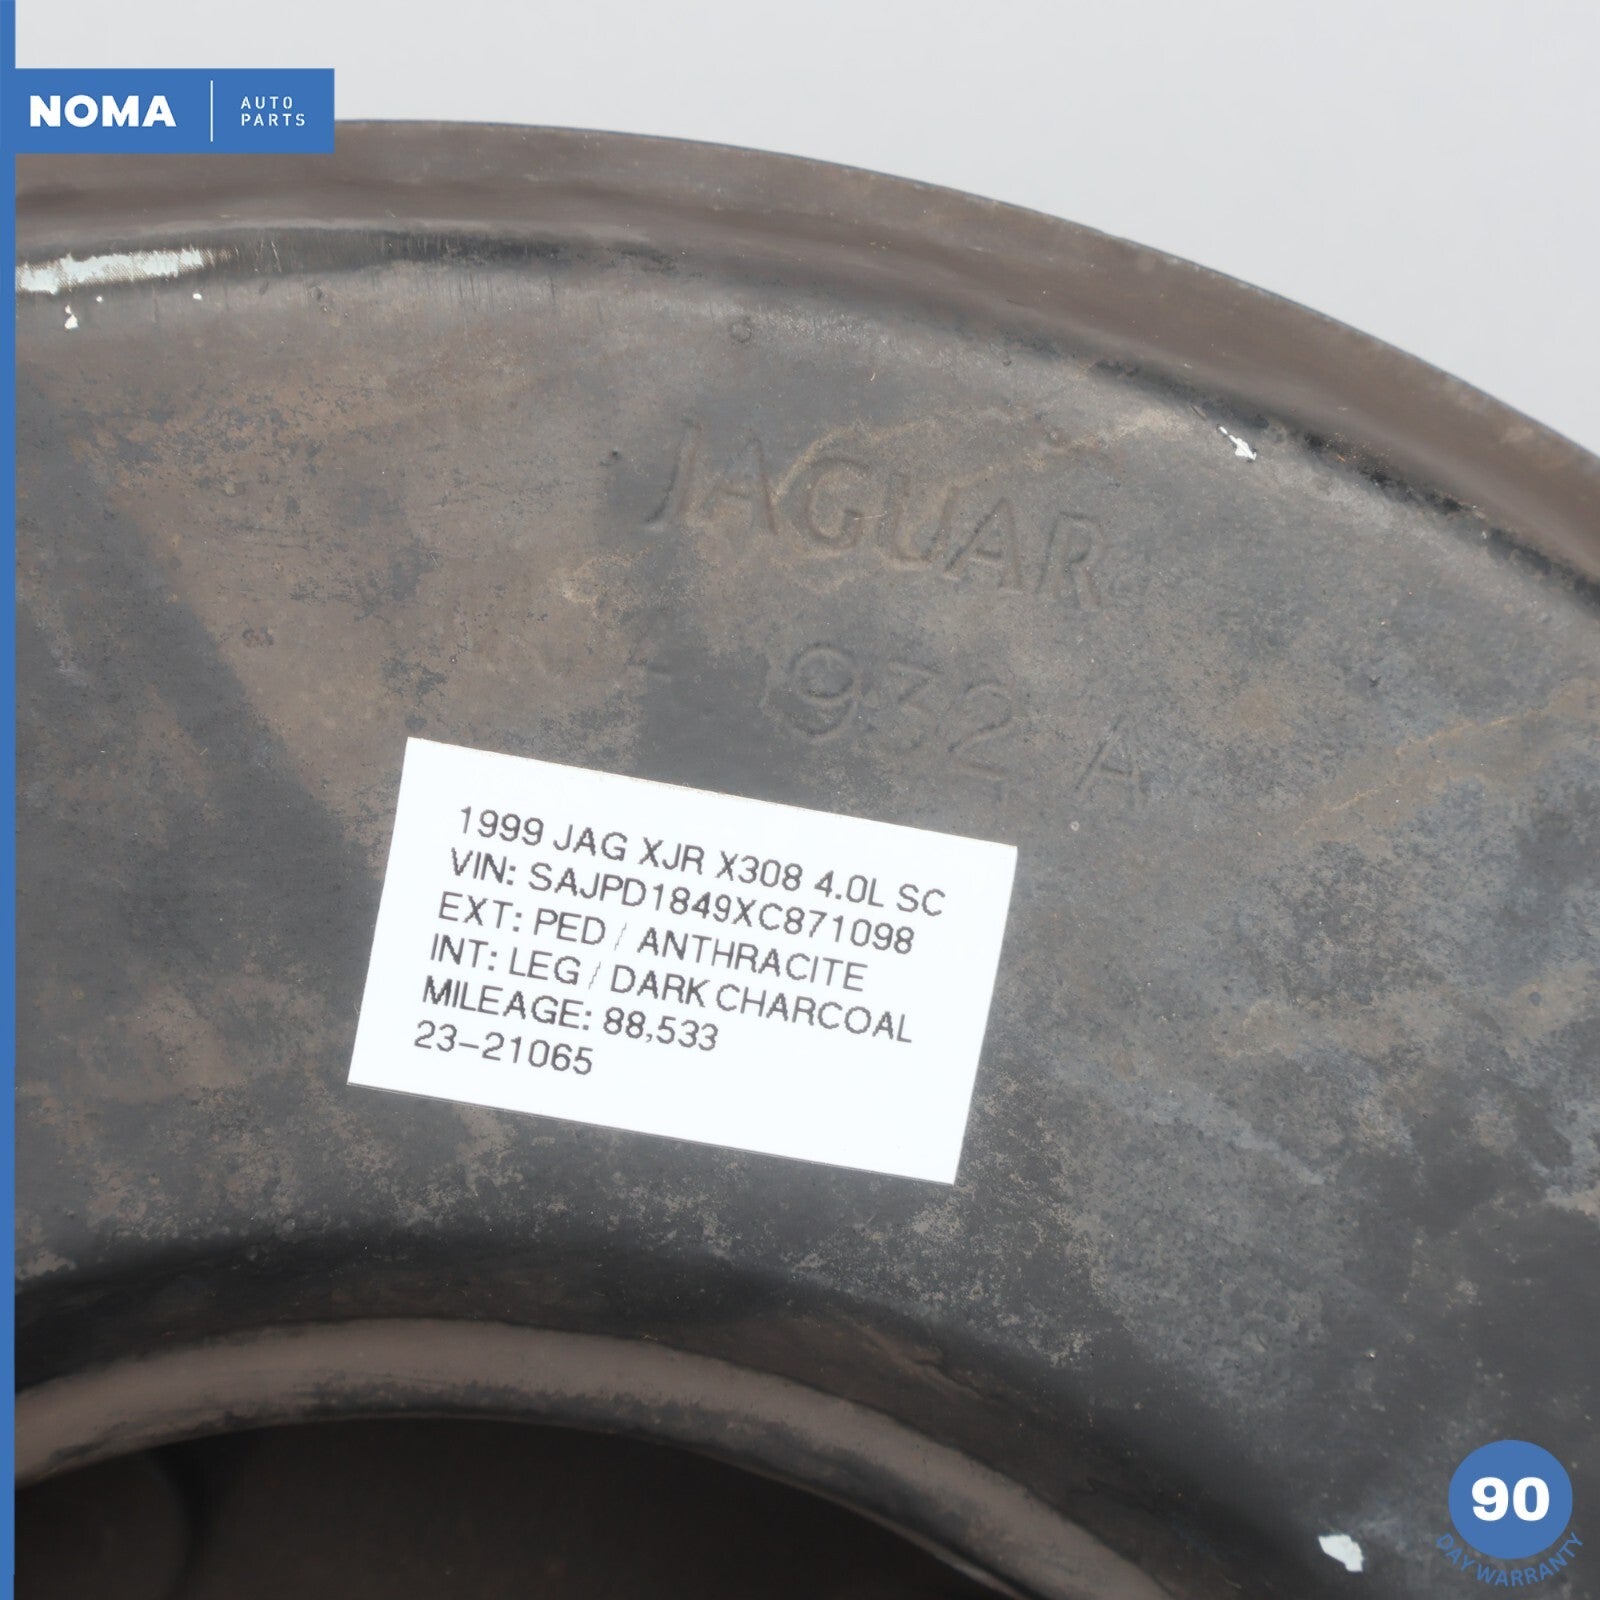 NOMA
AUTO
PARTS
JAGUAR
932 A
1999 JAG XJR X308 4.0L SC
VIN: SAJPD1849XC871098
EXT: PED / ANTHRACITE
INT: LEG / DARK CHARCOAL
MILEAGE: 88,533
23-21065
90
DAY WARRANTY